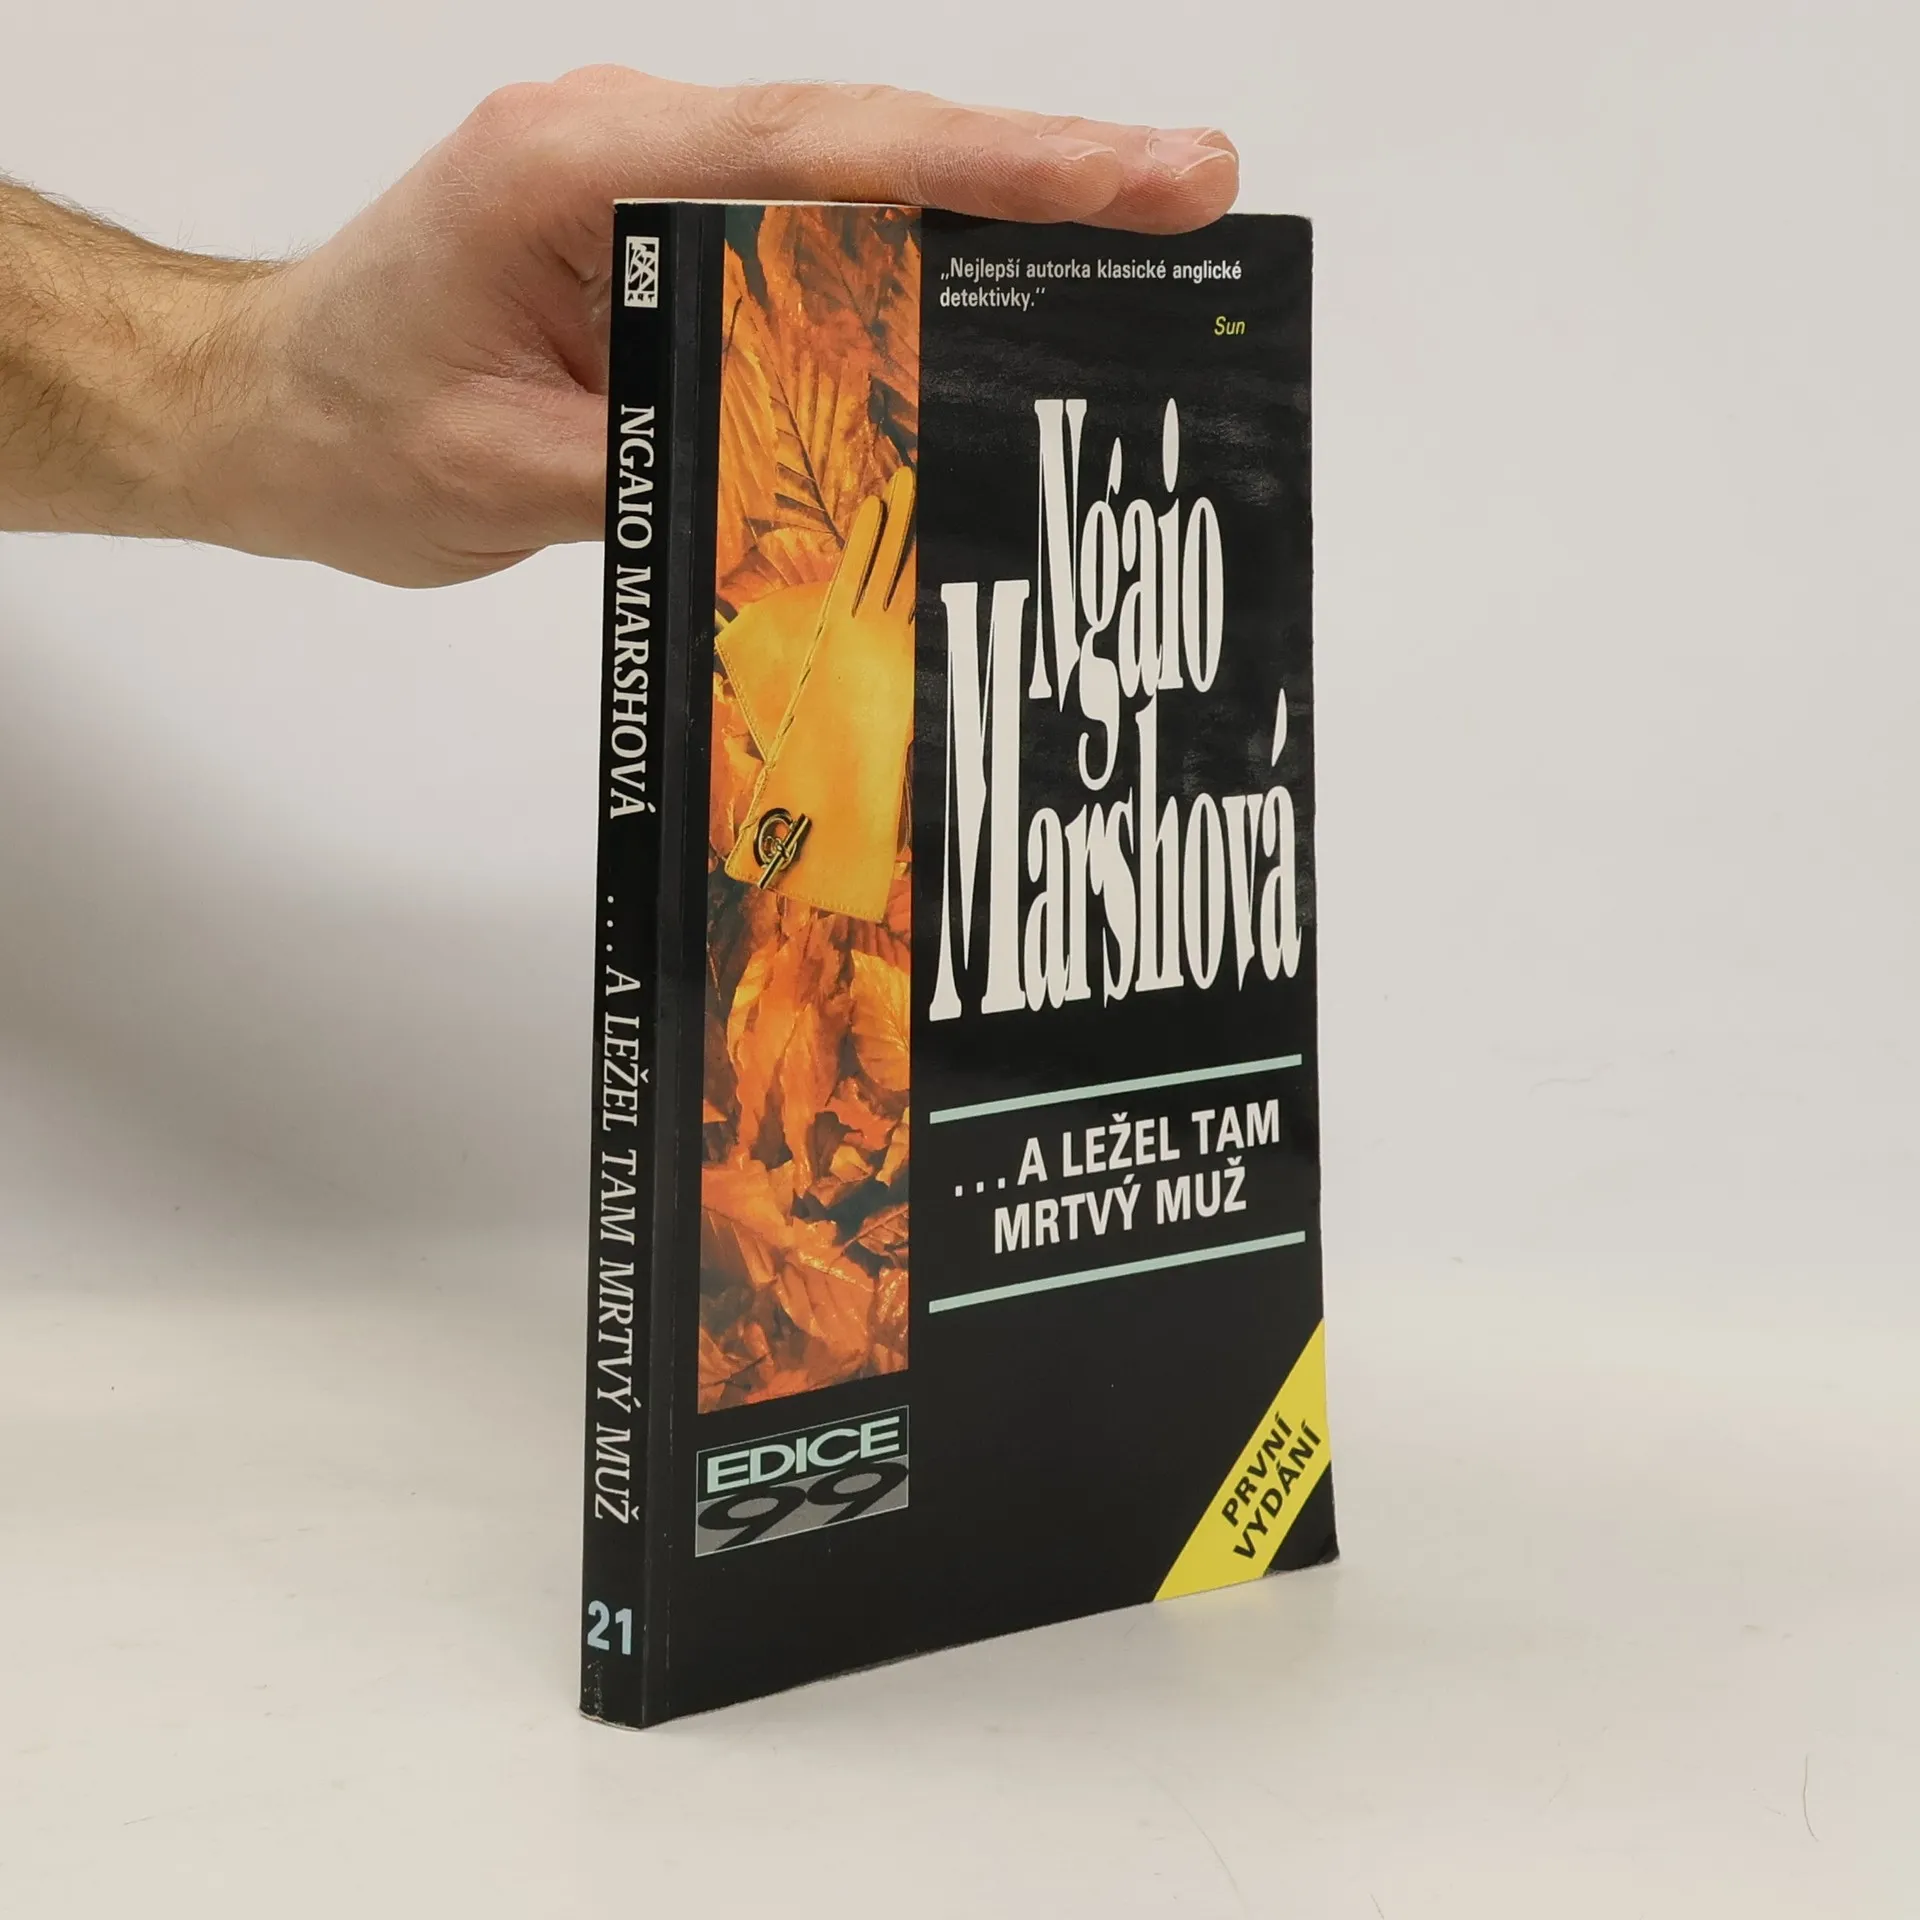 ART
NGAIO MARSHOVÁ ...A LEŽEL TAM MRTVÝ MUŽ
21
„Nejlepší autorka klasické anglické
detektivky.“
Sun
Ngaio
Marshová
...A LEŽEL TAM
MRTVÝ MUŽ
EDICE
99
PRVNÍ
VYDÁNÍ